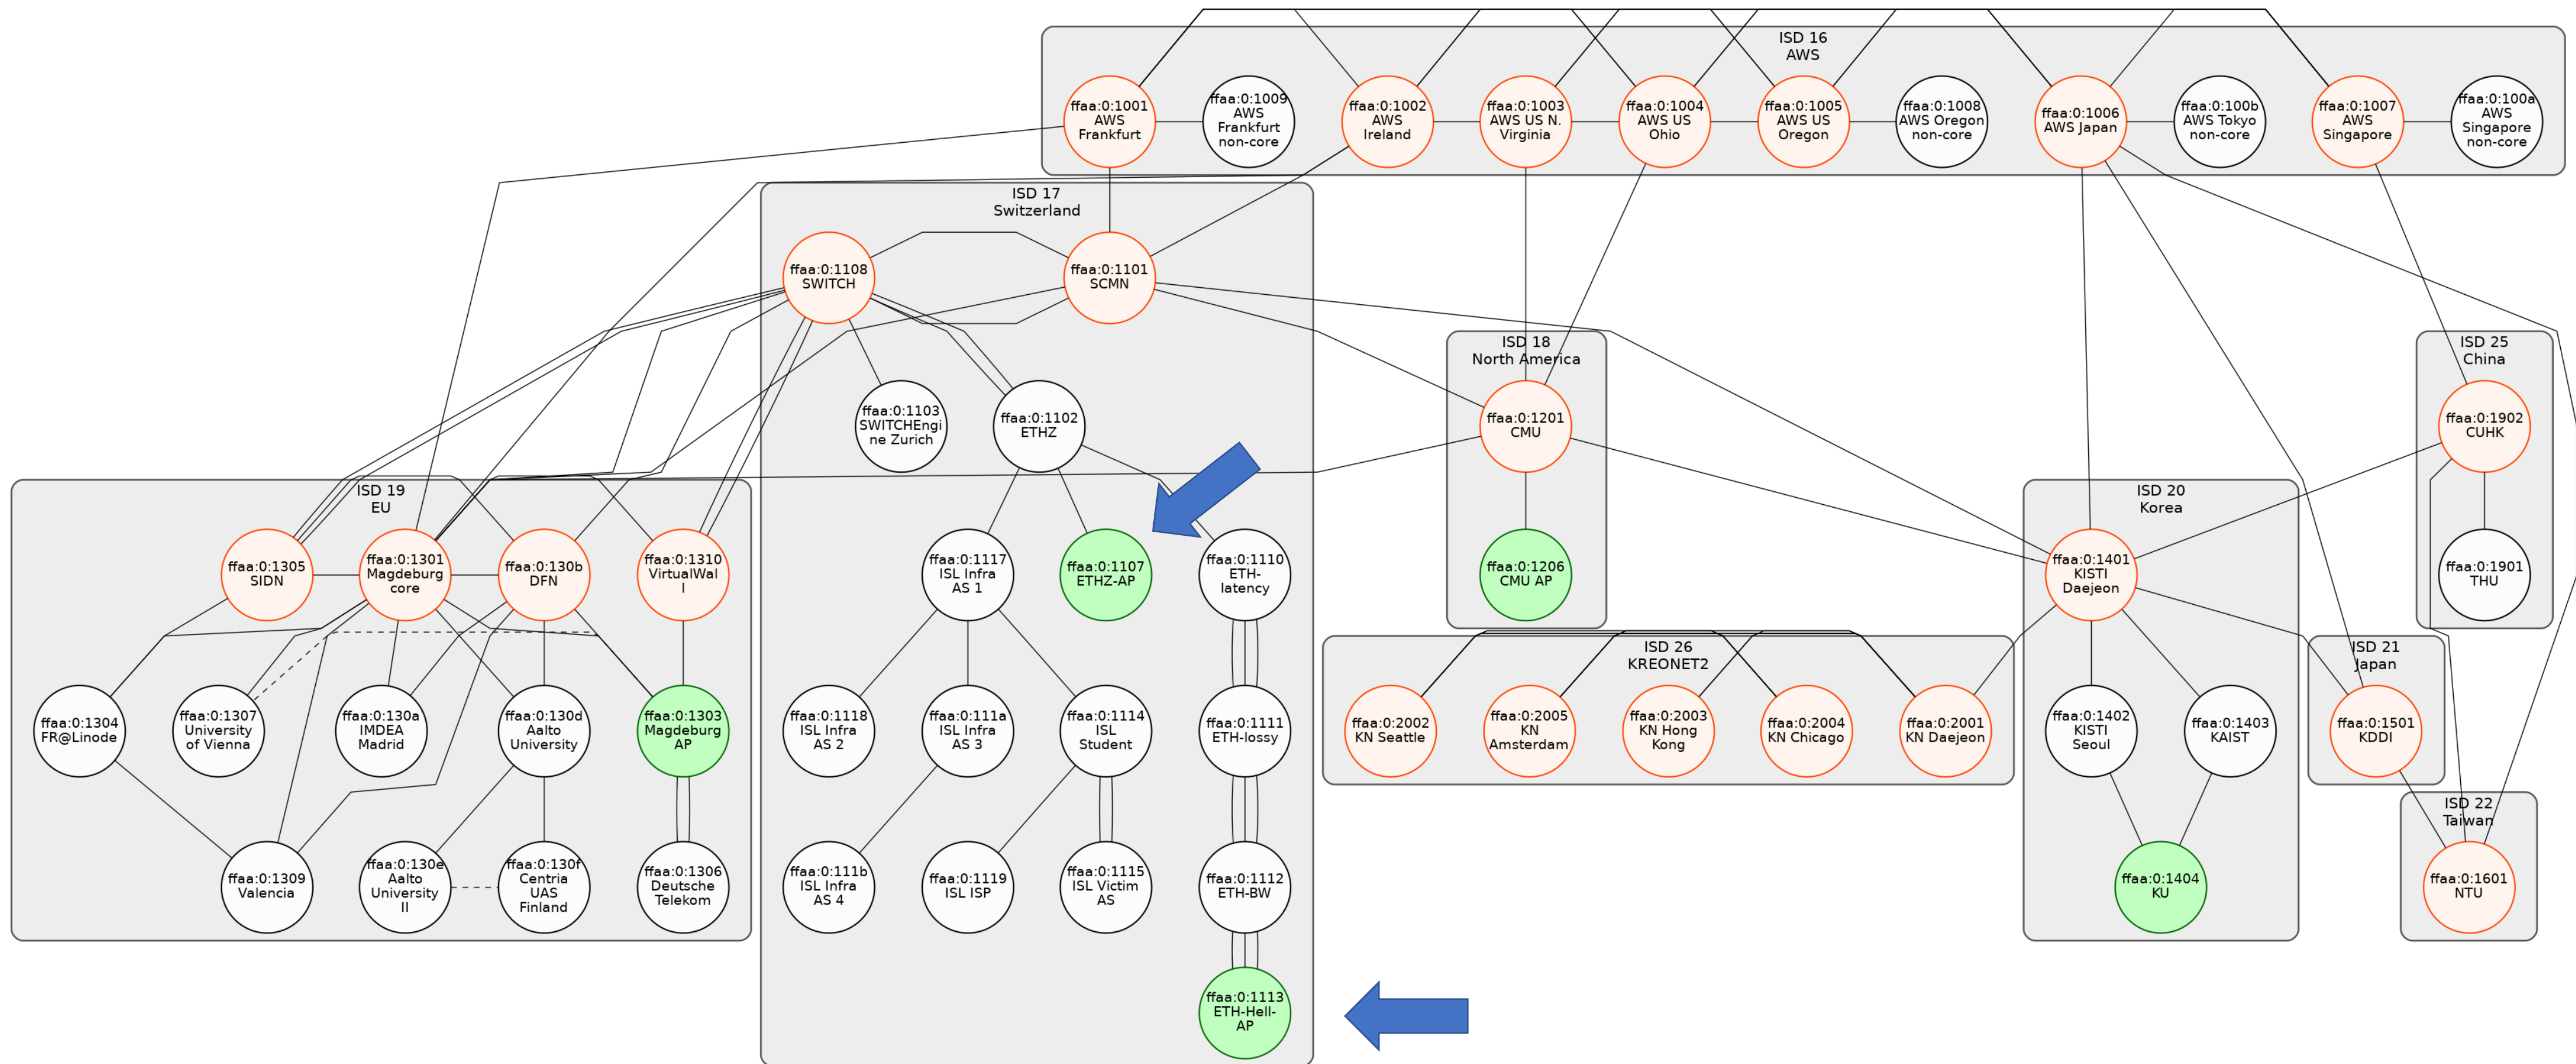 ISD 16
AWS
ffaa:0:1001
AWS
Frankfurt
ffaa:0:1009
AWS
Frankfurt
non-core
ffaa:0:1002
AWS
Ireland
ffaa:0:1003
AWS US N.
Virginia
ffaa:0:1004
AWS US
Ohio
ffaa:0:1005
AWS US
Oregon
ffaa:0:1008
AWS Oregon
non-core
ffaa:0:1006
AWS Japan
ffaa:0:100b
AWS Tokyo
non-core
ffaa:0:1007
AWS
Singapore
ffaa:0:100a
AWS
Singapore
non-core
ISD 17
Switzerland
ffaa:0:1108
SWITCH
ffaa:0:1101
SCMN
ffaa:0:1103
SWITCHEngi
ne Zurich
ffaa:0:1102
ETHZ
ffaa:0:1117
ISL Infra
AS 1
ffaa:0:1107
ETHZ-AP
ffaa:0:1110
ETH-
latency
ffaa:0:1118
ISL Infra
AS 2
ffaa:0:111a
ISL Infra
AS 3
ffaa:0:1114
ISL
Student
ffaa:0:1111
ETH-lossy
ffaa:0:111b
ISL Infra
AS 4
ffaa:0:1119
ISL ISP
ffaa:0:1115
ISL Victim
AS
ffaa:0:1112
ETH-BW
ffaa:0:1113
ETH-Hell-
AP
ISD 18
North America
ffaa:0:1201
CMU
ffaa:0:1206
CMU AP
ISD 25
China
ffaa:0:1902
CUHK
ffaa:0:1901
THU
ISD 19
EU
ffaa:0:1305
SIDN
ffaa:0:1301
Magdeburg
core
ffaa:0:130b
DFN
ffaa:0:1310
VirtualWal
l
ffaa:0:1304
FR@Linode
ffaa:0:1307
University
of Vienna
ffaa:0:130a
IMDEA
Madrid
ffaa:0:130d
Aalto
University
ffaa:0:1303
Magdeburg
AP
ffaa:0:1309
Valencia
ffaa:0:130e
Aalto
University
II
ffaa:0:130f
Centria
UAS
Finland
ffaa:0:1306
Deutsche
Telekom
ISD 20
Korea
ffaa:0:1401
KISTI
Daejeon
ffaa:0:1402
KISTI
Seoul
ffaa:0:1403
KAIST
ffaa:0:1404
KU
ISD 26
KREONET2
ffaa:0:2002
KN Seattle
ffaa:0:2005
KN
Amsterdam
ffaa:0:2003
KN Hong
Kong
ffaa:0:2004
KN Chicago
ffaa:0:2001
KN Daejeon
ISD 21
Japan
ffaa:0:1501
KDDI
ISD 22
Taiwan
ffaa:0:1601
NTU